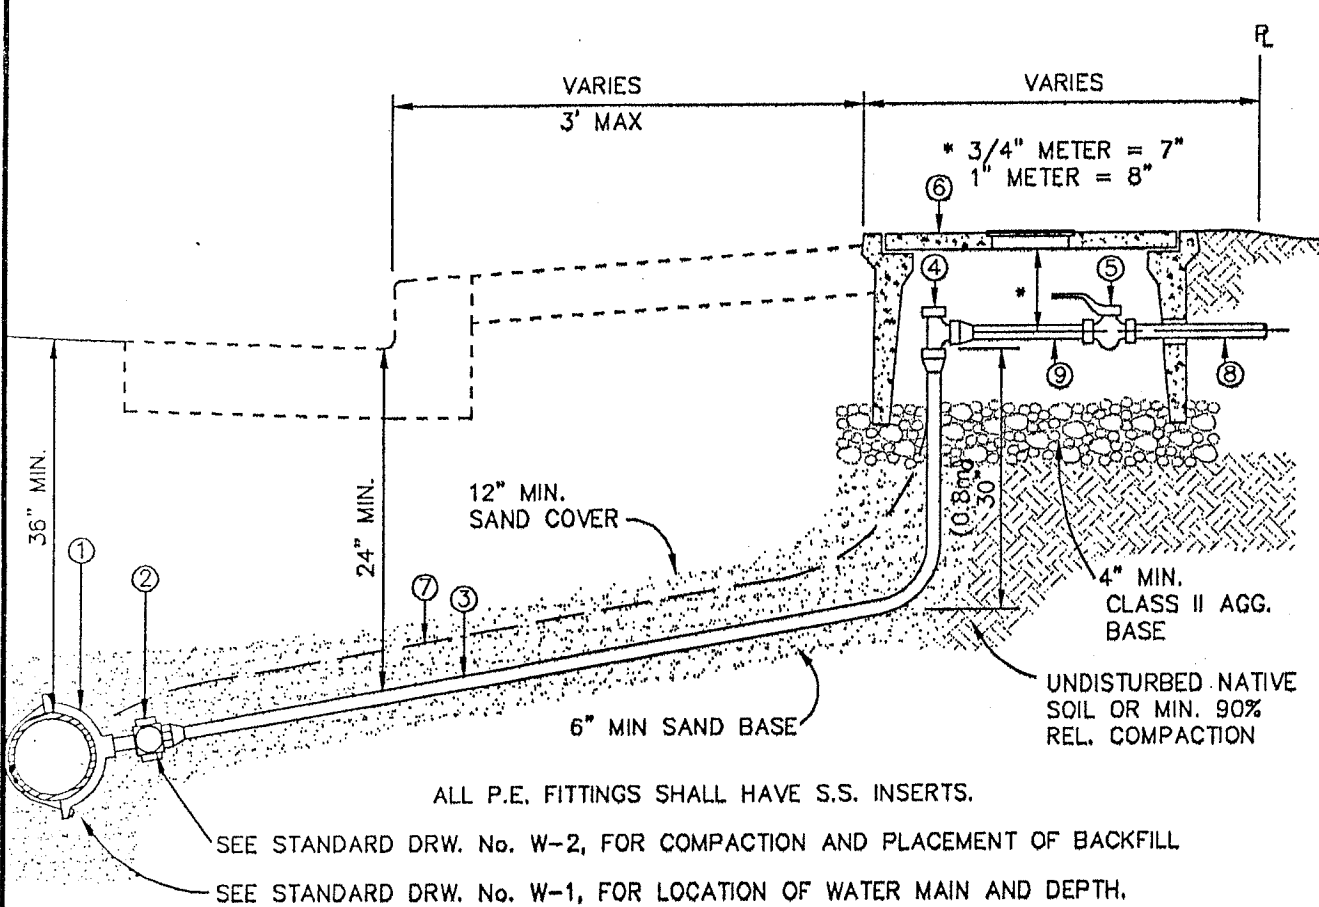 PL
VARIES
3' MAX
VARIES
* 3/4" METER = 7"
1" METER = 8"
6
4
5
*
9
8
36" MIN.
24" MIN.
12" MIN.
SAND COVER
(0.8m)
30"
1
2
7
3
4" MIN.
CLASS II AGG.
BASE
6" MIN SAND BASE
UNDISTURBED NATIVE
SOIL OR MIN. 90%
REL. COMPACTION
ALL P.E. FITTINGS SHALL HAVE S.S. INSERTS.
SEE STANDARD DRW. No. W-2, FOR COMPACTION AND PLACEMENT OF BACKFILL
SEE STANDARD DRW. No. W-1, FOR LOCATION OF WATER MAIN AND DEPTH.